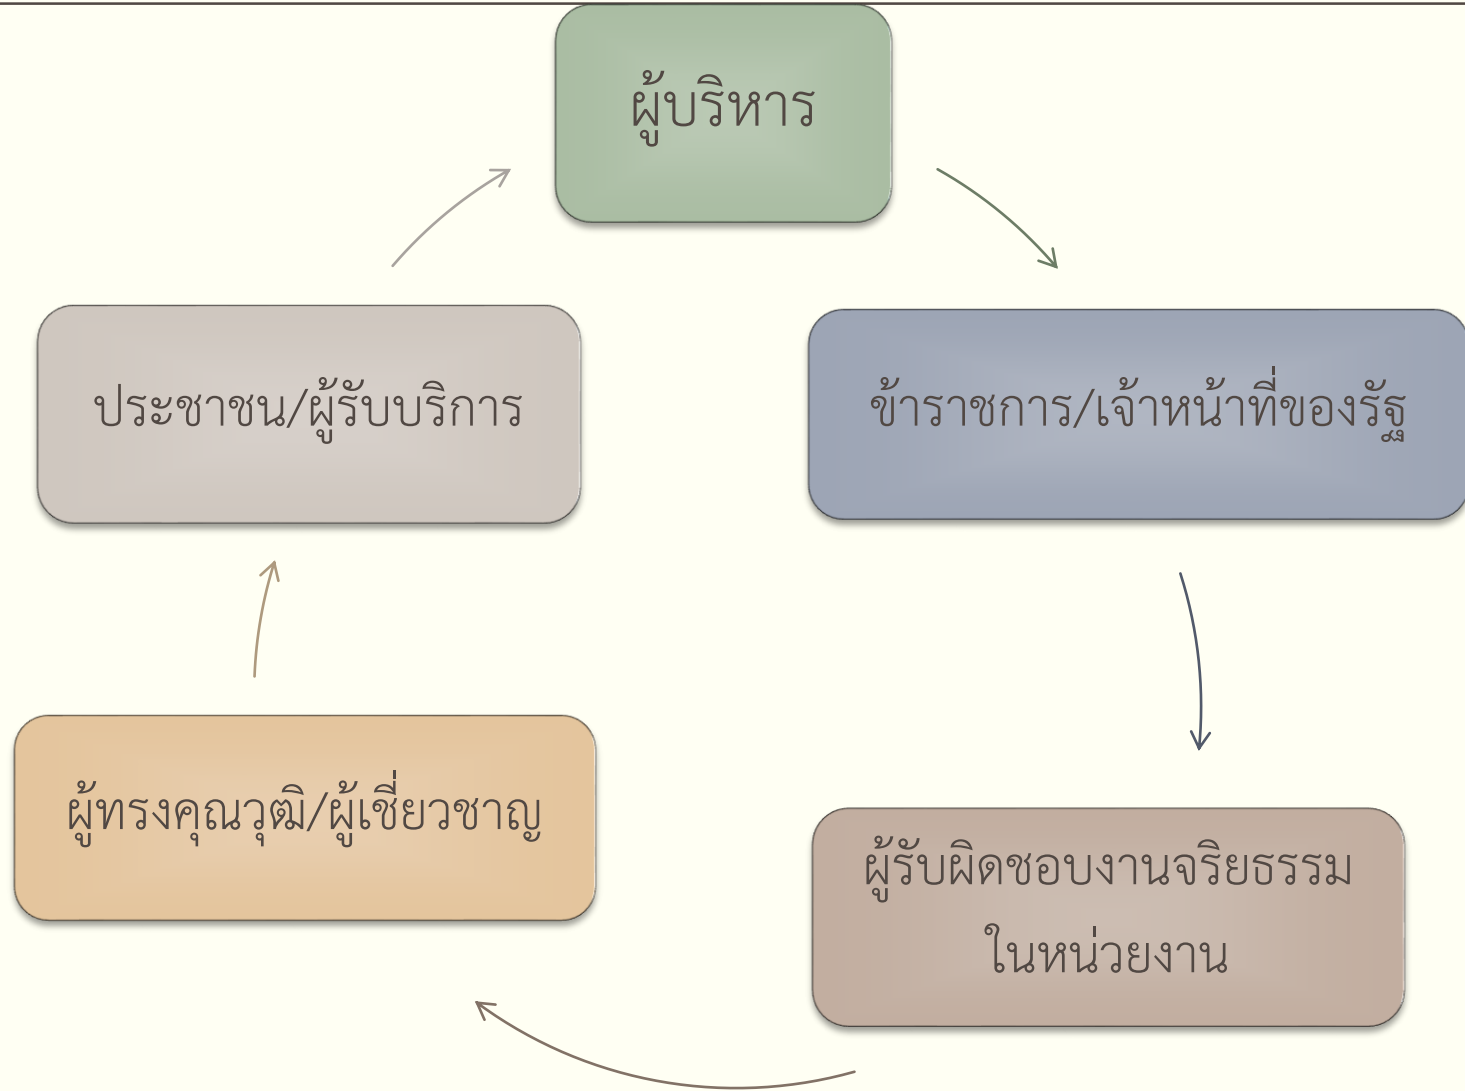 ผู้บริหาร
ประชาชน/ผู้รับบริการ
ข้าราชการ/เจ้าหน้าที่ของรัฐ
ผู้ทรงคุณวุฒิ/ผู้เชี่ยวชาญ
ผู้รับผิดชอบงานจริยธรรม
ในหน่วยงาน